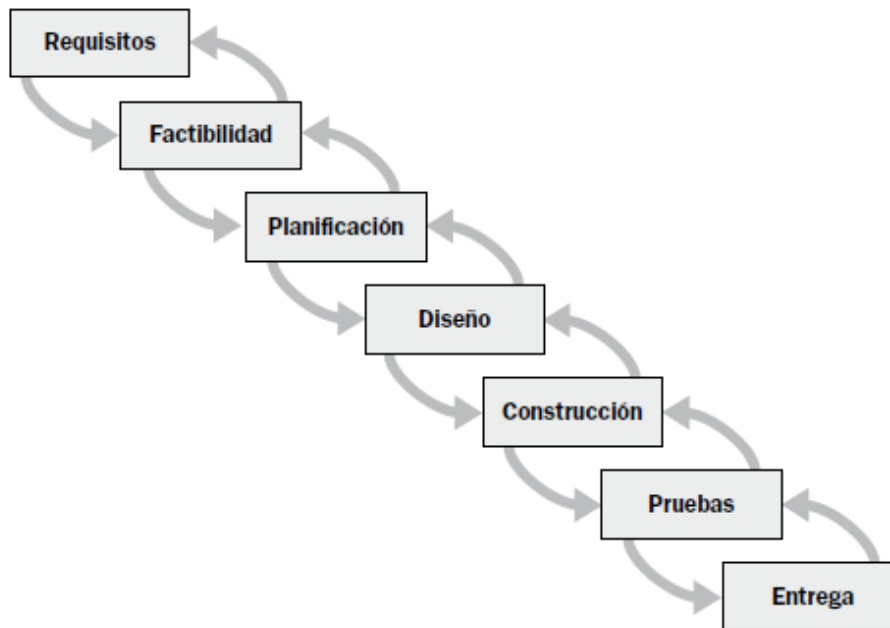 Requisitos
Factibilidad
Planificación
Diseño
Construcción
Pruebas
Entrega